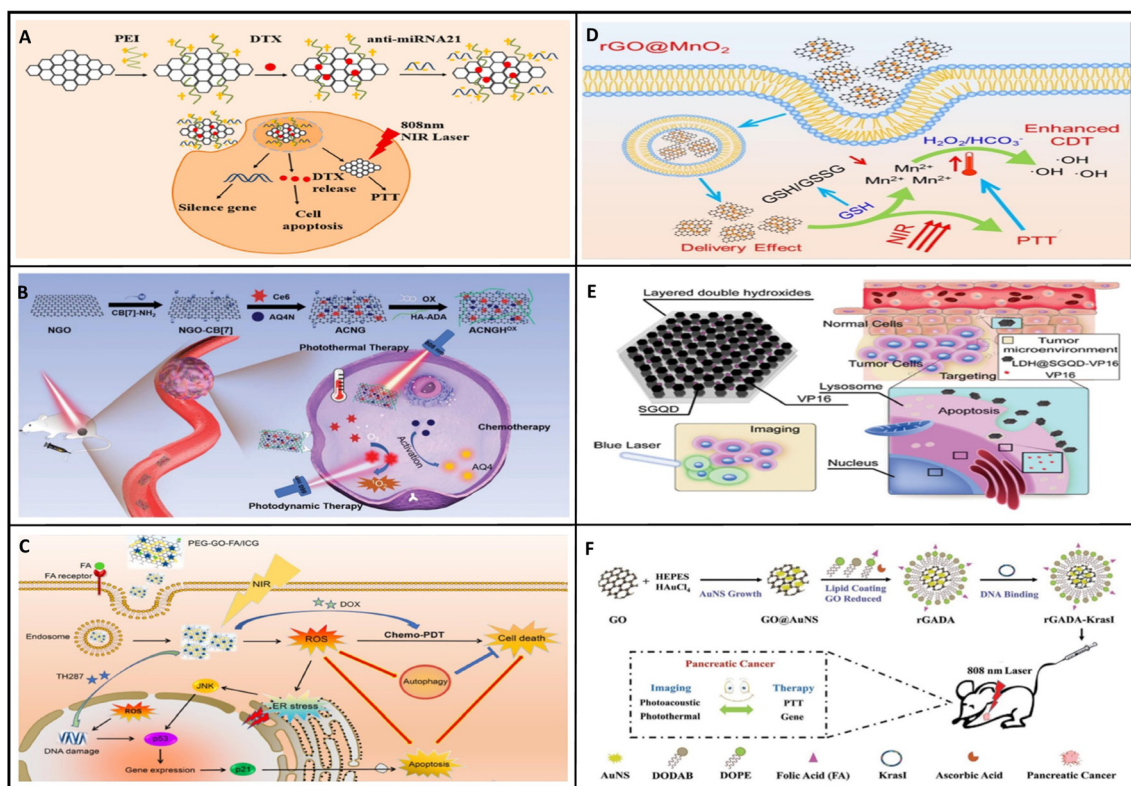 A
PEI
DTX
anti-miRNA21
808nm
NIR Laser
DTX
release
PTT
Silence gene
Cell
apoptosis
B
NGO
CB[7]-NH₂
NGO-CB[7]
Ce6
AQ4N
ACNG
OX
HA-ADA
ACNGHᴼˣ
Photothermal Therapy
Chemotherapy
O₂
Activation
¹O₂
AQ4
Photodynamic Therapy
C
PEG-GO-FA/ICG
FA
FA receptor
NIR
DOX
Endosome
ROS
Chemo-PDT
Cell death
TH287
Autophagy
JNK
ER stress
ROS
DNA damage
p53
Gene expression
p21
Apoptosis
D
rGO@MnO₂
H₂O₂/HCO₃⁻
Enhanced
CDT
Mn²⁺
Mn²⁺ Mn²⁺
·OH
·OH
·OH
GSH/GSSG
GSH
Delivery Effect
NIR
PTT
E
Layered double hydroxides
SGQD
VP16
Imaging
Blue Laser
Normal Cells
Tumor Cells
Targeting
Tumor
microenvironment
LDH@SGQD-VP16
VP16
Lysosome
Apoptosis
Nucleus
F
GO
+
HEPES
HAuCl₄
AuNS Growth
GO@AuNS
Lipid Coating
GO Reduced
rGADA
DNA Binding
rGADA-KrasI
808 nm Laser
Pancreatic Cancer
Imaging
Therapy
Photoacoustic
PTT
Photothermal
Gene
AuNS
DODAB
DOPE
Folic Acid (FA)
KrasI
Ascorbic Acid
Pancreatic Cancer